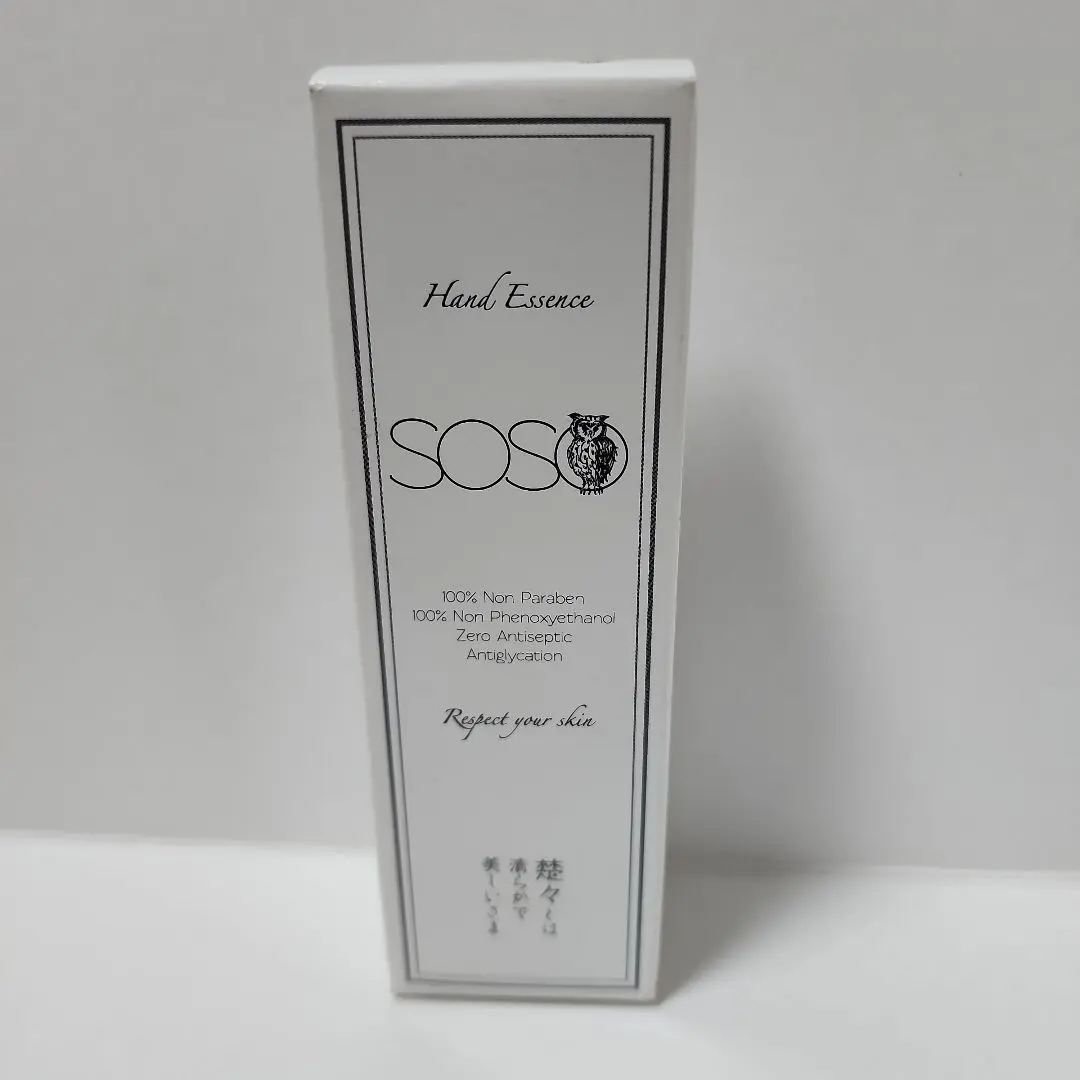 Hand Essence
SOSO
100% Non Paraben
100% Non Phenoxyethanol
Zero Antiseptic
Antiglycation
Respect your skin
楚々とは
清らかで
美しいさま